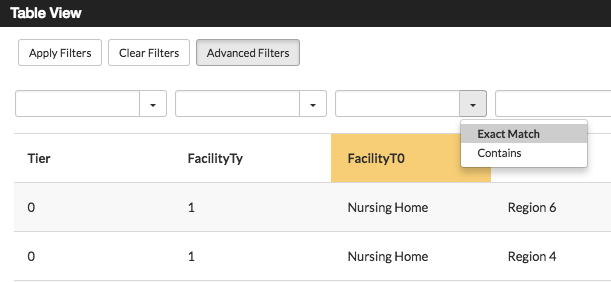 Table View
Apply Filters Clear Filters Advanced Filters
Exact Match
Contains
Tier FacilityTy FacilityT0
0 1 Nursing Home Region 6
0 1 Nursing Home Region 4